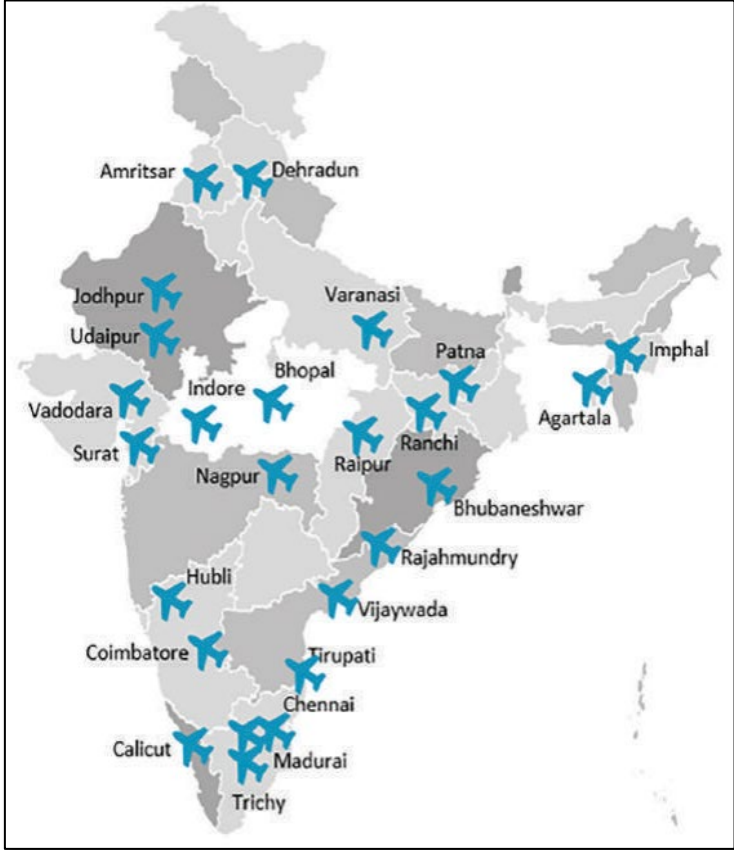 Amritsar
Dehradun
Jodhpur
Varanasi
Udaipur
Patna
Imphal
Bhopal
Indore
Vadodara
Agartala
Ranchi
Surat
Raipur
Nagpur
Bhubaneshwar
Rajahmundry
Hubli
Vijaywada
Coimbatore
Tirupati
Chennai
Calicut
Madurai
Trichy